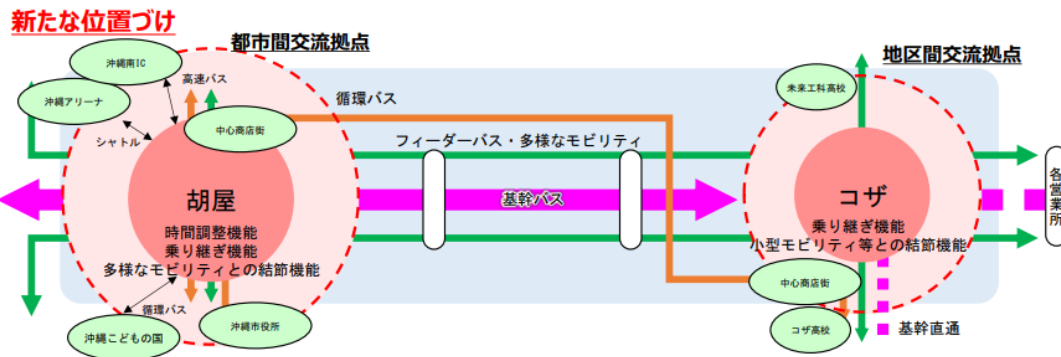 新たな位置づけ
都市間交流拠点
地区間交流拠点
沖縄南IC
高速バス
未来工科高校
沖縄アリーナ
循環バス
中心商店街
シャトル
フィーダーバス・多様なモビリティ
胡屋
基幹バス
コザ
各営業所
時間調整機能
乗り継ぎ機能
多様なモビリティとの結節機能
乗り継ぎ機能
小型モビリティ等との結節機能
中心商店街
循環バス
沖縄こどもの国
沖縄市役所
コザ高校
基幹直通